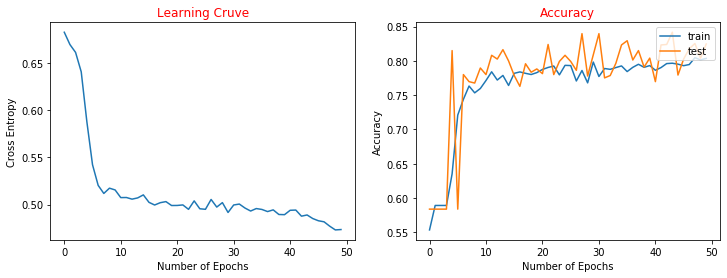 Learning Cruve
Cross Entropy
0.65
0.60
0.55
0.50
0 10 20 30 40 50
Number of Epochs
Accuracy
Accuracy
0.85
0.80
0.75
0.70
0.65
0.60
0.55
0 10 20 30 40 50
Number of Epochs
train
test